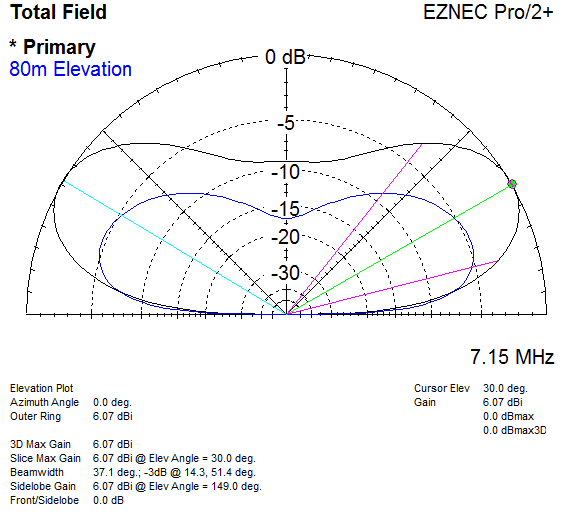 Total Field
EZNEC Pro/2+
* Primary
80m Elevation
0 dB
-5
-10
-15
-20
-30
7.15 MHz
Elevation Plot
Cursor Elev 30.0 deg.
Azimuth Angle 0.0 deg.
Gain 6.07 dBi
Outer Ring 6.07 dBi
0.0 dBmax
0.0 dBmax3D
3D Max Gain 6.07 dBi
Slice Max Gain 6.07 dBi @ Elev Angle = 30.0 deg.
Beamwidth 37.1 deg.; -3dB @ 14.3, 51.4 deg.
Sidelobe Gain 6.07 dBi @ Elev Angle = 149.0 deg.
Front/Sidelobe 0.0 dB